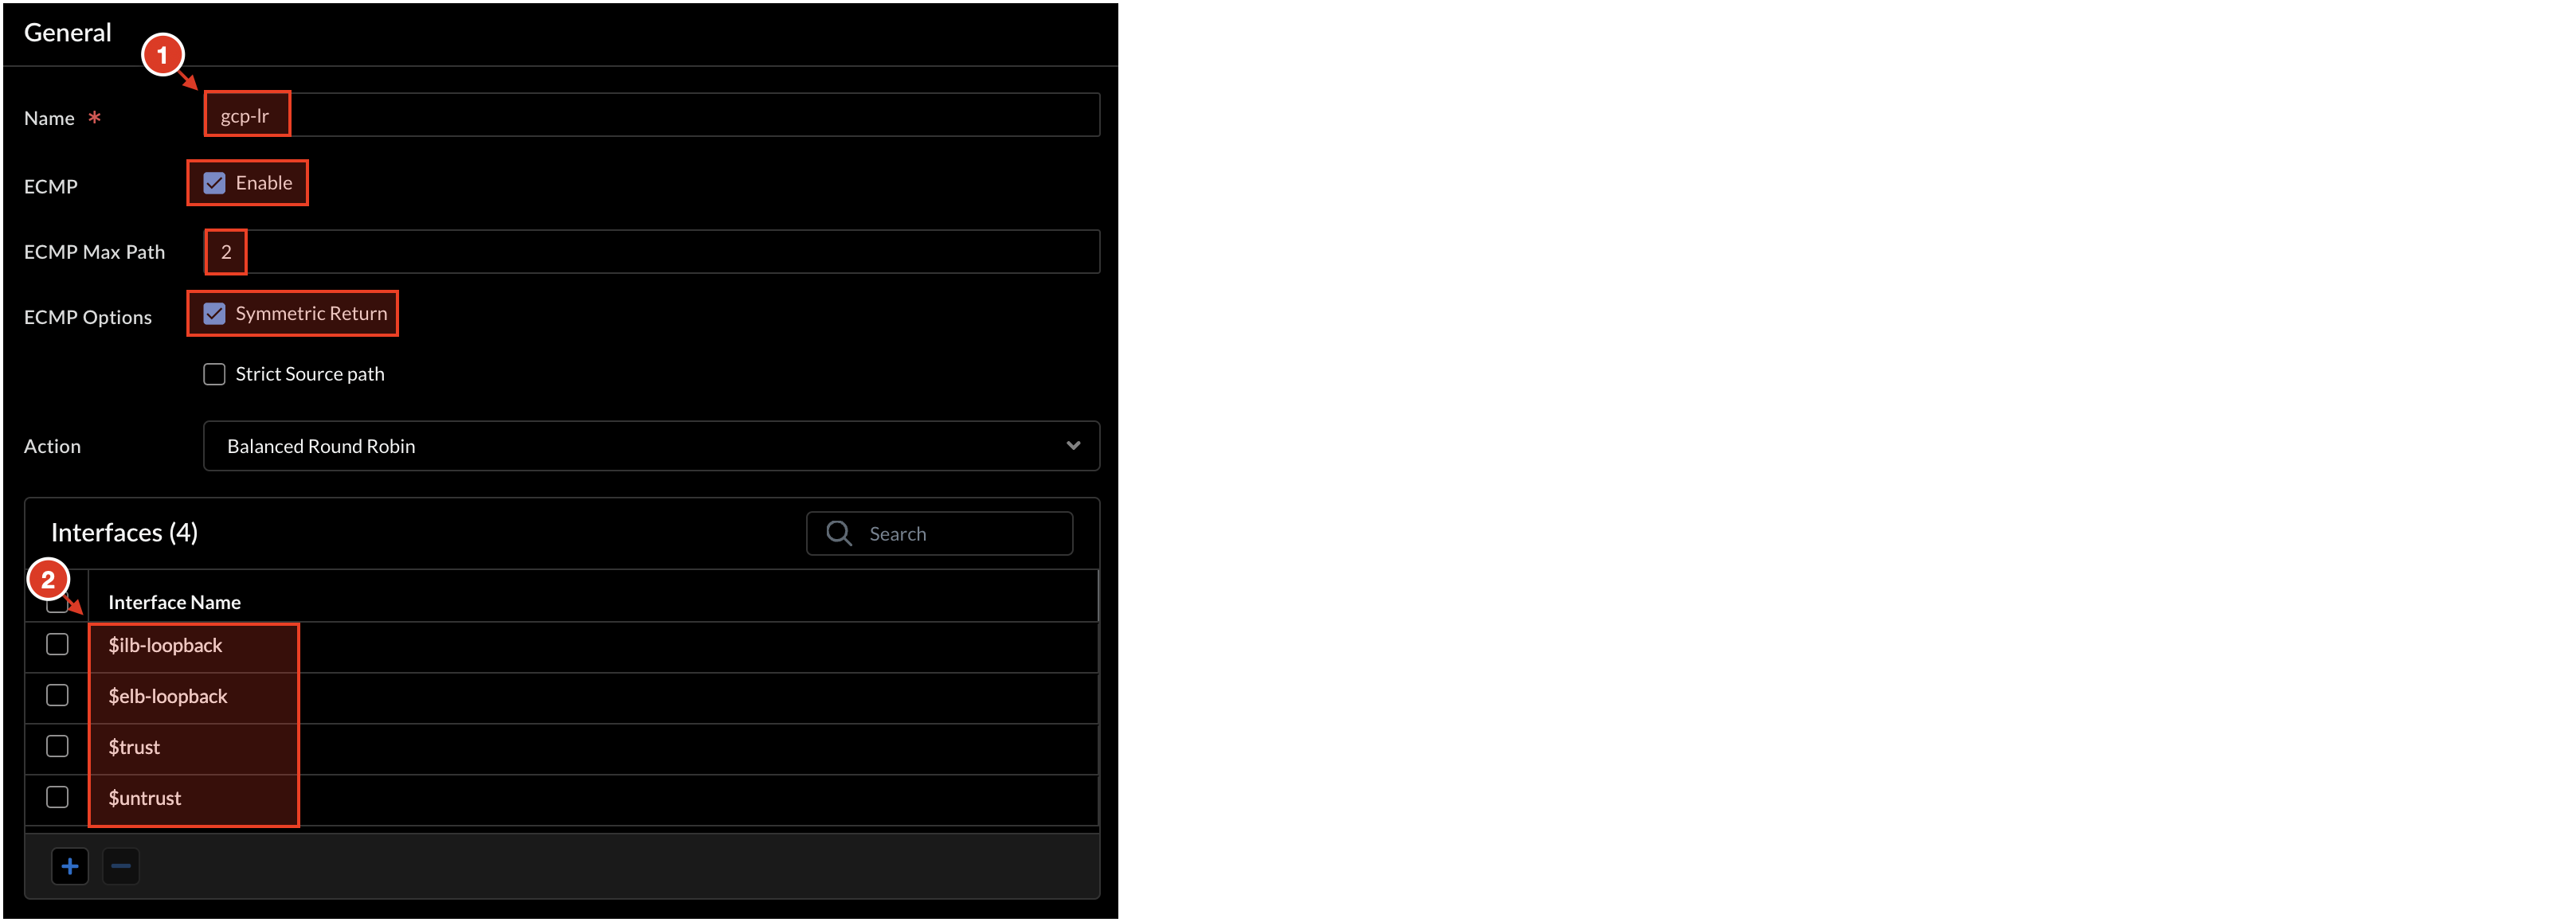 General
1
Name *
gcp-lr
ECMP
Enable
ECMP Max Path
2
ECMP Options
Symmetric Return
Strict Source path
Action
Balanced Round Robin
Interfaces (4)
Search
2
Interface Name
$ilb-loopback
$elb-loopback
$trust
$untrust